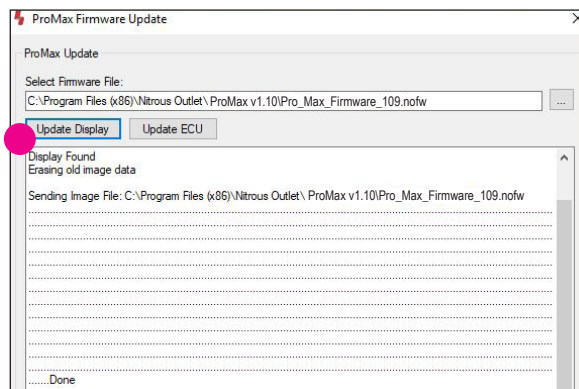 ProMax Firmware Update
ProMax Update
Select Firmware File:
C:\Program Files (x86)\Nitrous Outlet\ ProMax v1.10\Pro_Max_Firmware_109.nofw
...
Update Display Update ECU
Display Found
Erasing old image data
Sending Image File: C:\Program Files (x86)\Nitrous Outlet\ ProMax v1.10\Pro_Max_Firmware_109.nofw
.......Done